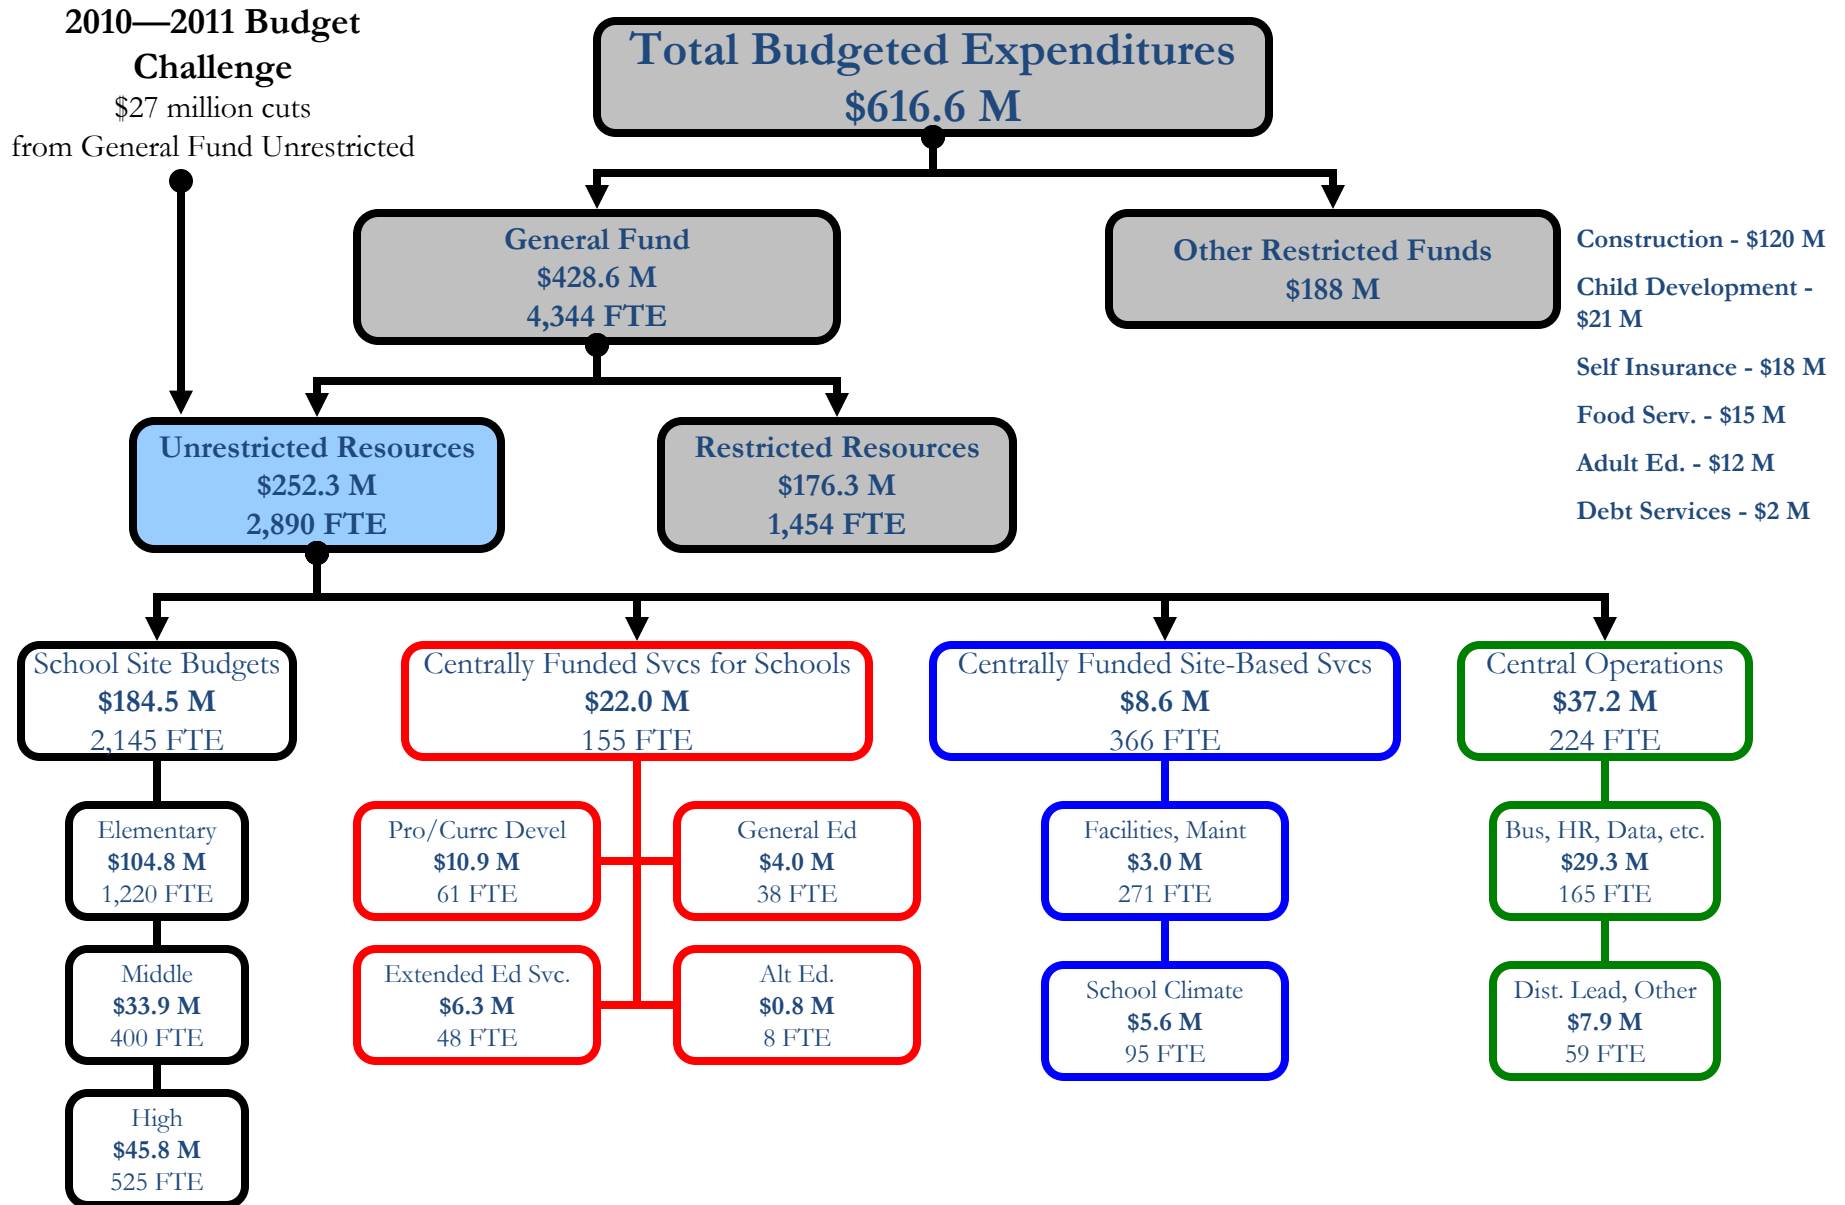 2010—2011 Budget
Challenge
$27 million cuts
from General Fund Unrestricted
Total Budgeted Expenditures
$616.6 M
General Fund
$428.6 M
4,344 FTE
Other Restricted Funds
$188 M
Construction - $120 M
Child Development -
$21 M
Self Insurance - $18 M
Food Serv. - $15 M
Adult Ed. - $12 M
Debt Services - $2 M
Unrestricted Resources
$252.3 M
2,890 FTE
Restricted Resources
$176.3 M
1,454 FTE
School Site Budgets
$184.5 M
2,145 FTE
Centrally Funded Svcs for Schools
$22.0 M
155 FTE
Centrally Funded Site-Based Svcs
$8.6 M
366 FTE
Central Operations
$37.2 M
224 FTE
Elementary
$104.8 M
1,220 FTE
Middle
$33.9 M
400 FTE
High
$45.8 M
525 FTE
Pro/Currc Devel
$10.9 M
61 FTE
General Ed
$4.0 M
38 FTE
Extended Ed Svc.
$6.3 M
48 FTE
Alt Ed.
$0.8 M
8 FTE
Facilities, Maint
$3.0 M
271 FTE
School Climate
$5.6 M
95 FTE
Bus, HR, Data, etc.
$29.3 M
165 FTE
Dist. Lead, Other
$7.9 M
59 FTE